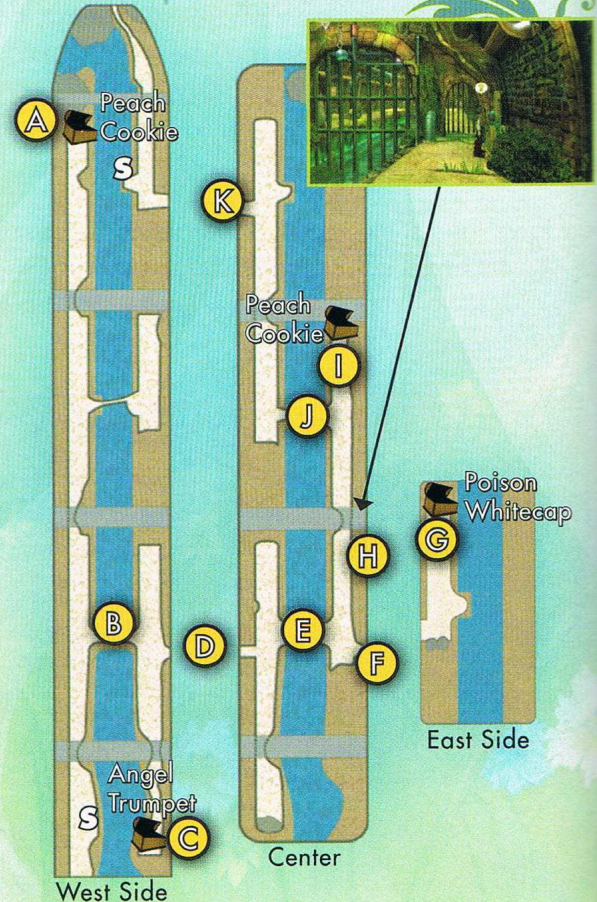 A
Peach
Cookie
S
K
Peach
Cookie
I
J
Poison
Whitecap
G
H
B
D
E
F
East Side
Angel
Trumpet
S
C
Center
West Side